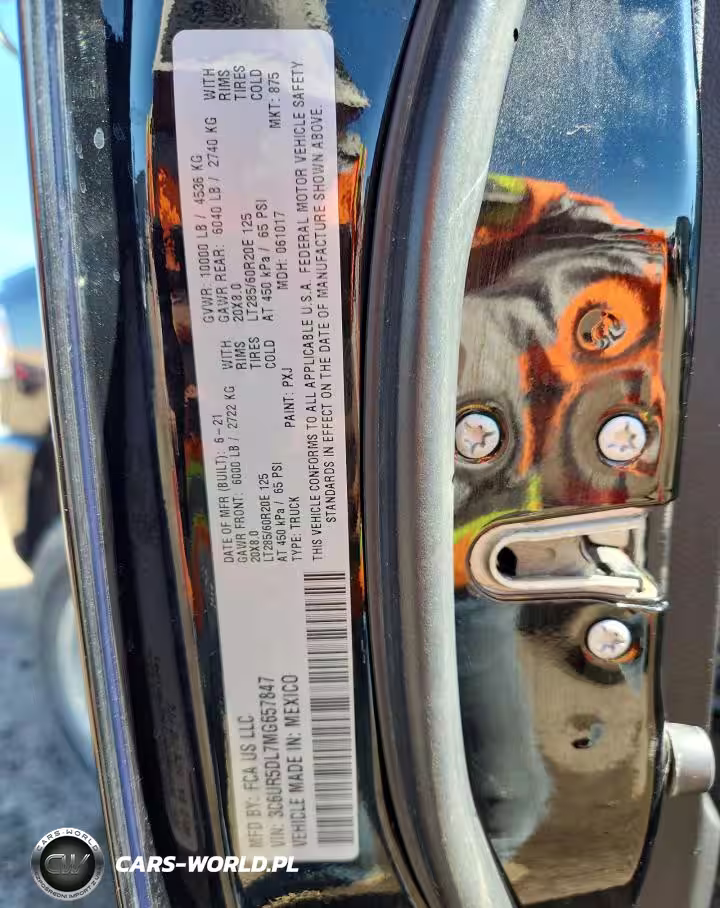 MFD BY: FCA US LLC
DATE OF MFR (BUILT): 6-21
GVWR: 10000 LB / 4536 KG
GAWR FRONT: 6000 LB / 2722 KG WITH
20X8.0 RIMS
LT285/60R20E 125 TIRES
AT 450 kPa / 65 PSI COLD
GAWR REAR: 6040 LB / 2740 KG WITH
20X8.0 RIMS
LT285/60R20E 125 TIRES
AT 450 kPa / 65 PSI COLD
VIN: 3C6UR5DL7MG657847
TYPE: TRUCK
PAINT: PXJ
MDH: 061017
MKT: 875
VEHICLE MADE IN: MEXICO
THIS VEHICLE CONFORMS TO ALL APPLICABLE U.S.A. FEDERAL MOTOR VEHICLE SAFETY
STANDARDS IN EFFECT ON THE DATE OF MANUFACTURE SHOWN ABOVE.
CARS-WORLD
CW
CARS-WORLD.PL